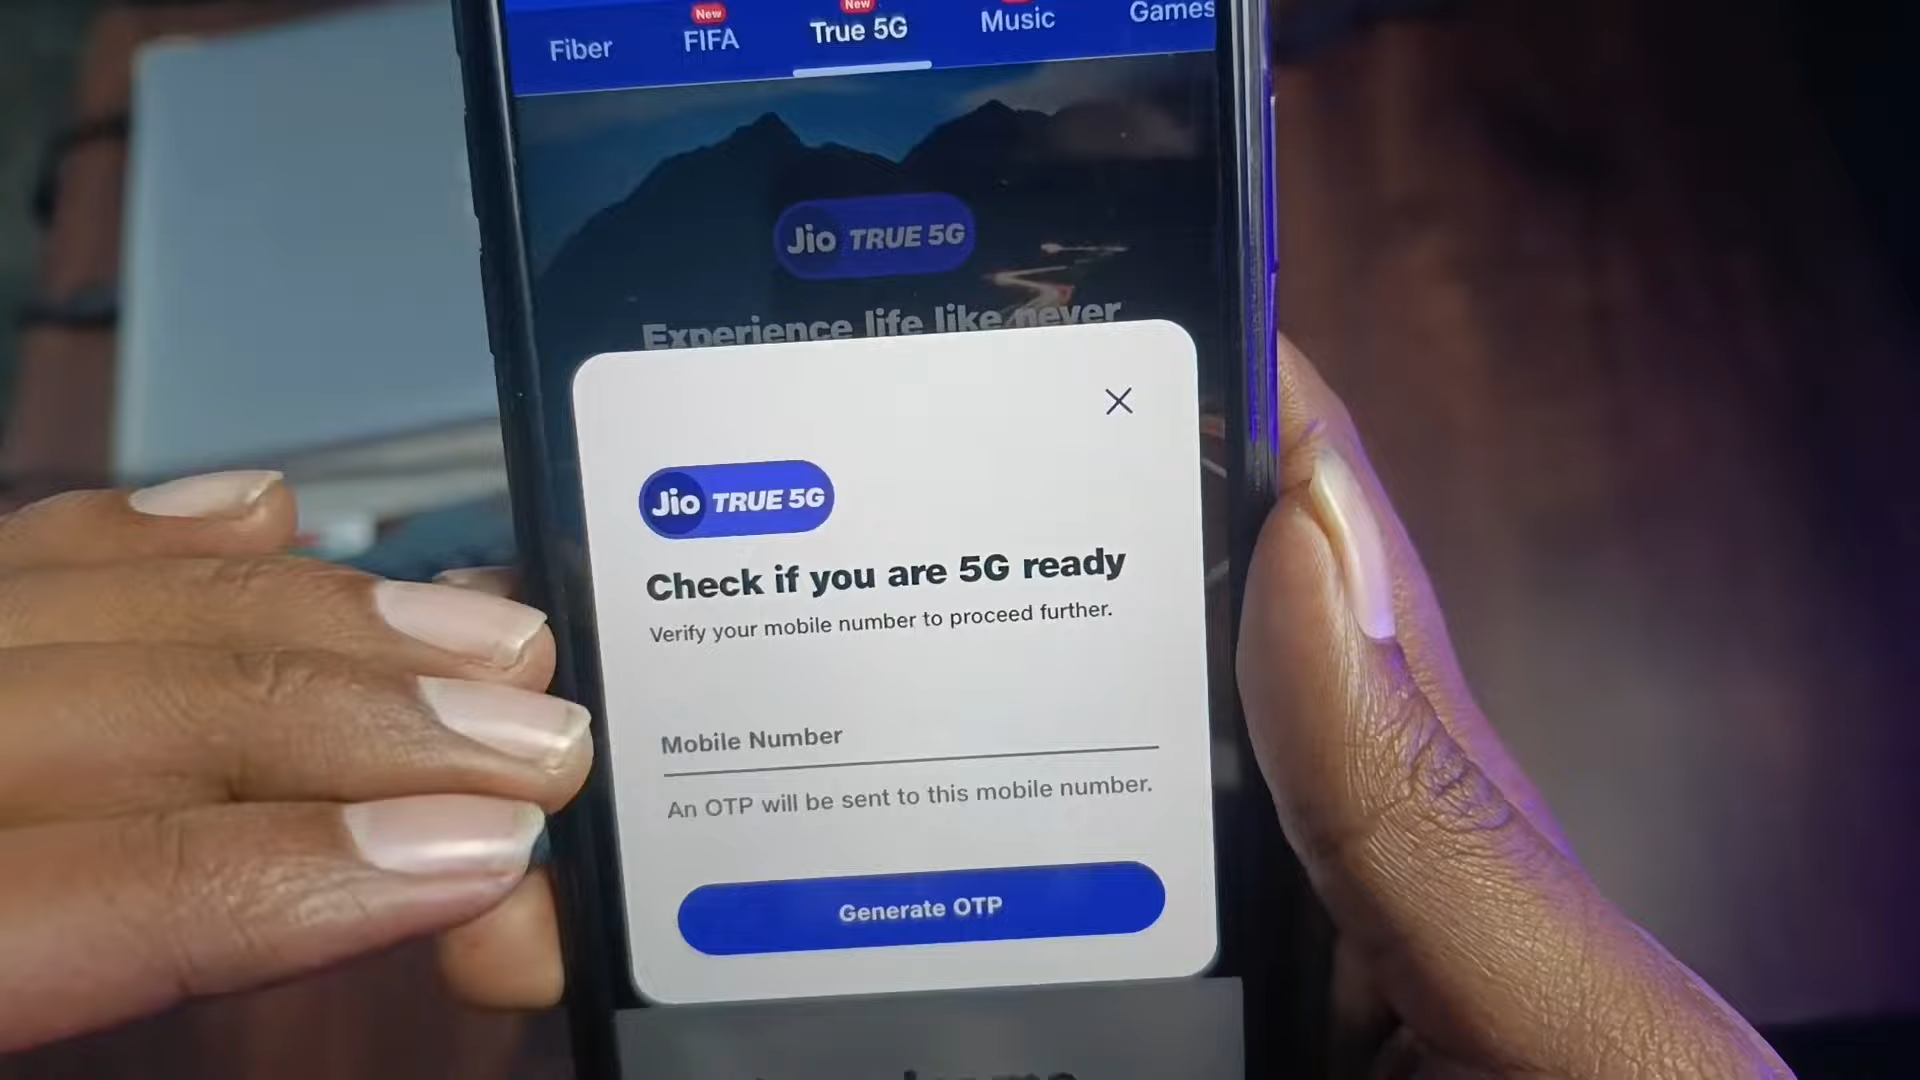 New
New
Fiber
FIFA
True 5G
Music
Games
Jio TRUE 5G
Experience life like never
Jio TRUE 5G
Check if you are 5G ready
Verify your mobile number to proceed further.
Mobile Number
An OTP will be sent to this mobile number.
Generate OTP